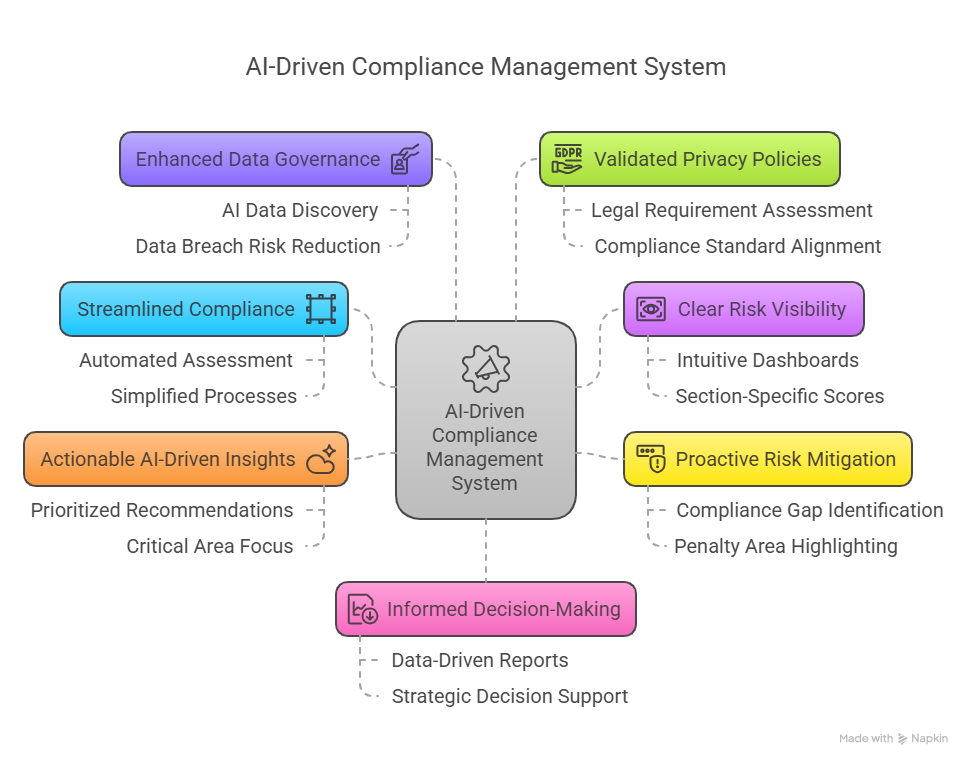 AI-Driven Compliance Management System
Enhanced Data Governance
AI Data Discovery
Data Breach Risk Reduction
GDPR
Validated Privacy Policies
Legal Requirement Assessment
Compliance Standard Alignment
Streamlined Compliance
Automated Assessment
Simplified Processes
Clear Risk Visibility
Intuitive Dashboards
Section-Specific Scores
AI-Driven
Compliance
Management
System
Actionable AI-Driven Insights
Prioritized Recommendations
Critical Area Focus
Proactive Risk Mitigation
Compliance Gap Identification
Penalty Area Highlighting
Informed Decision-Making
Data-Driven Reports
Strategic Decision Support
Made with Napkin